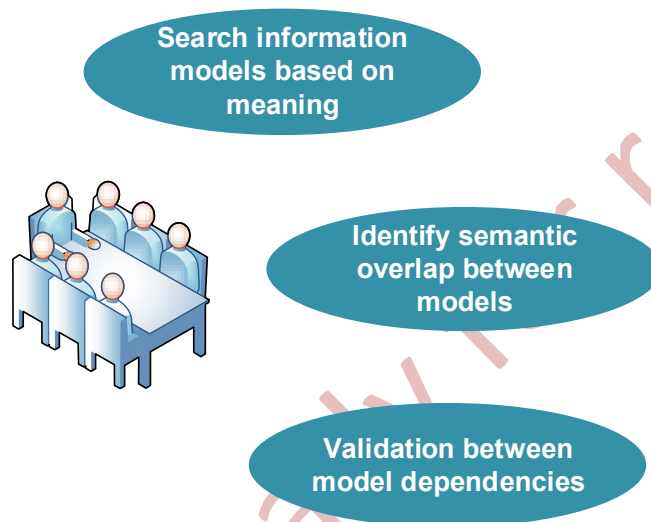 Search information
models based on
meaning
Identify semantic
overlap between
models
Validation between
model dependencies